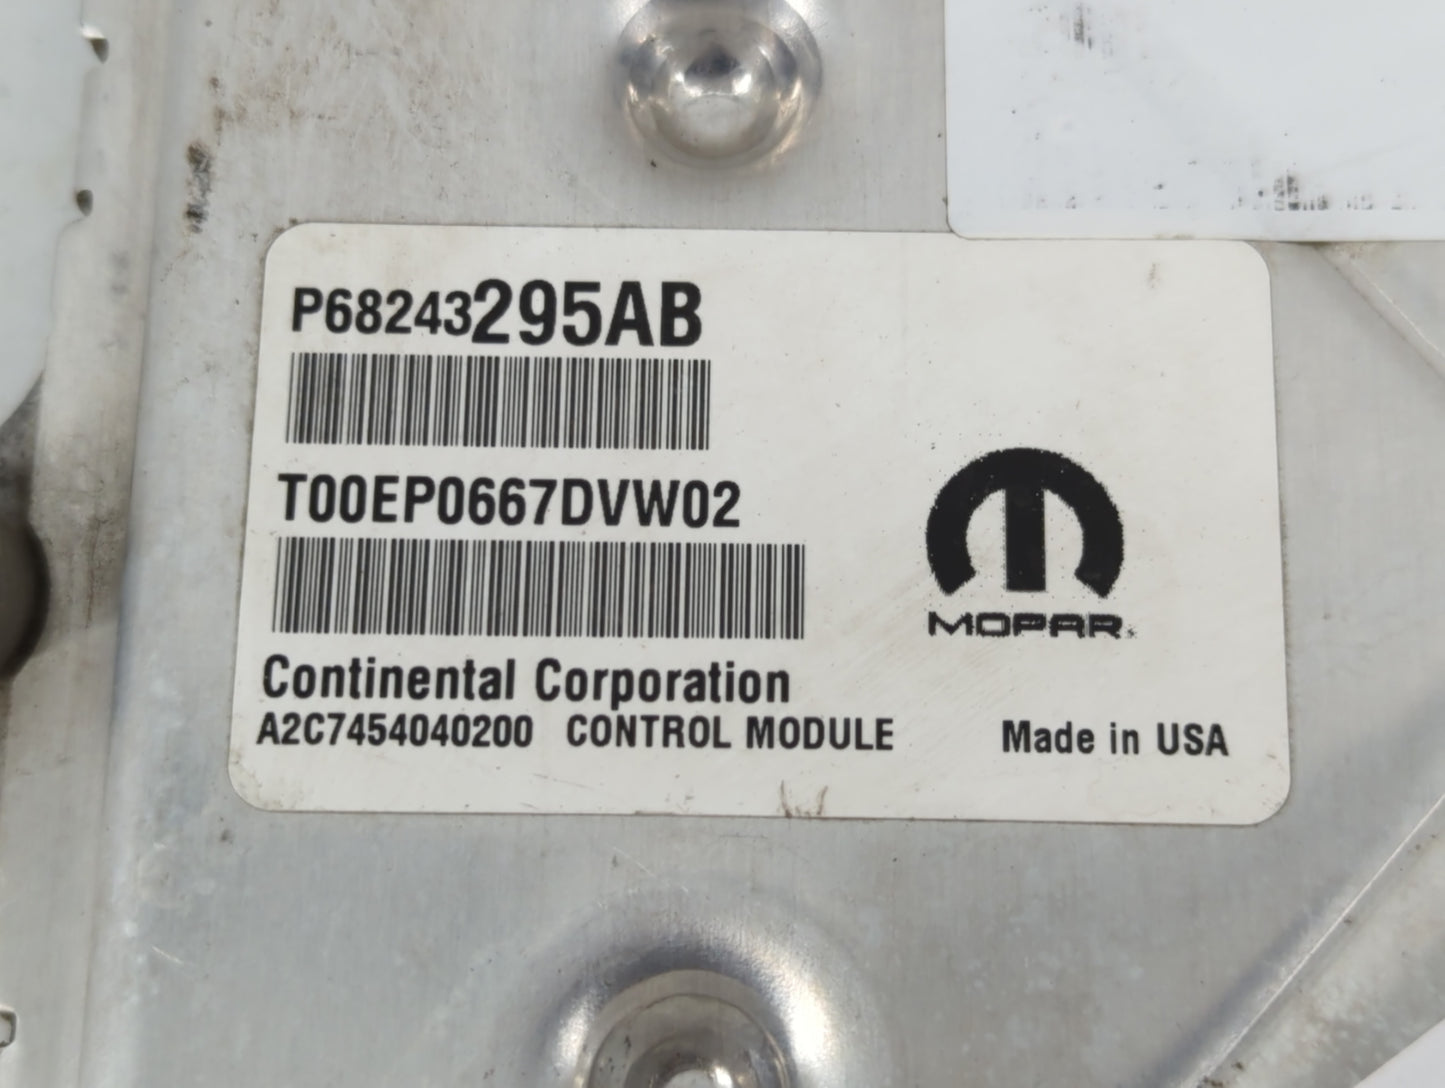 P68243295AB
T00EP0667DVW02
MOPAR
Continental Corporation
A2C7454040200 CONTROL MODULE Made in USA